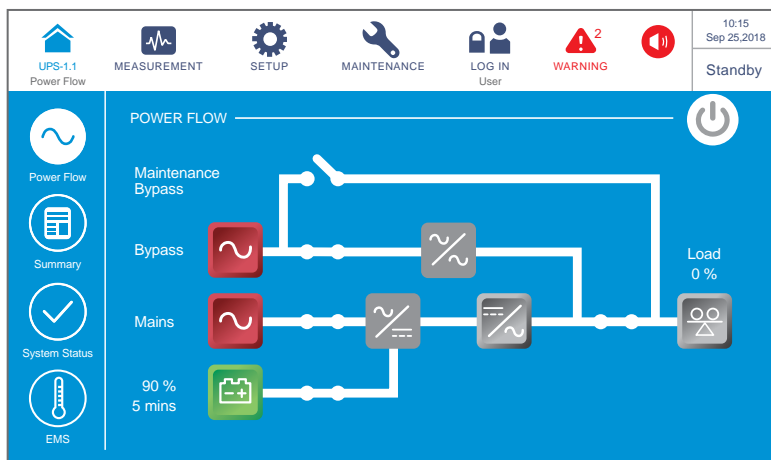 UPS-1.1
Power Flow
MEASUREMENT
SETUP
MAINTENANCE
LOG IN
User
2
WARNING
10:15
Sep 25,2018
Standby
POWER FLOW
Power Flow
Summary
System Status
EMS
Maintenance
Bypass
Bypass
Mains
90 %
5 mins
Load
0 %